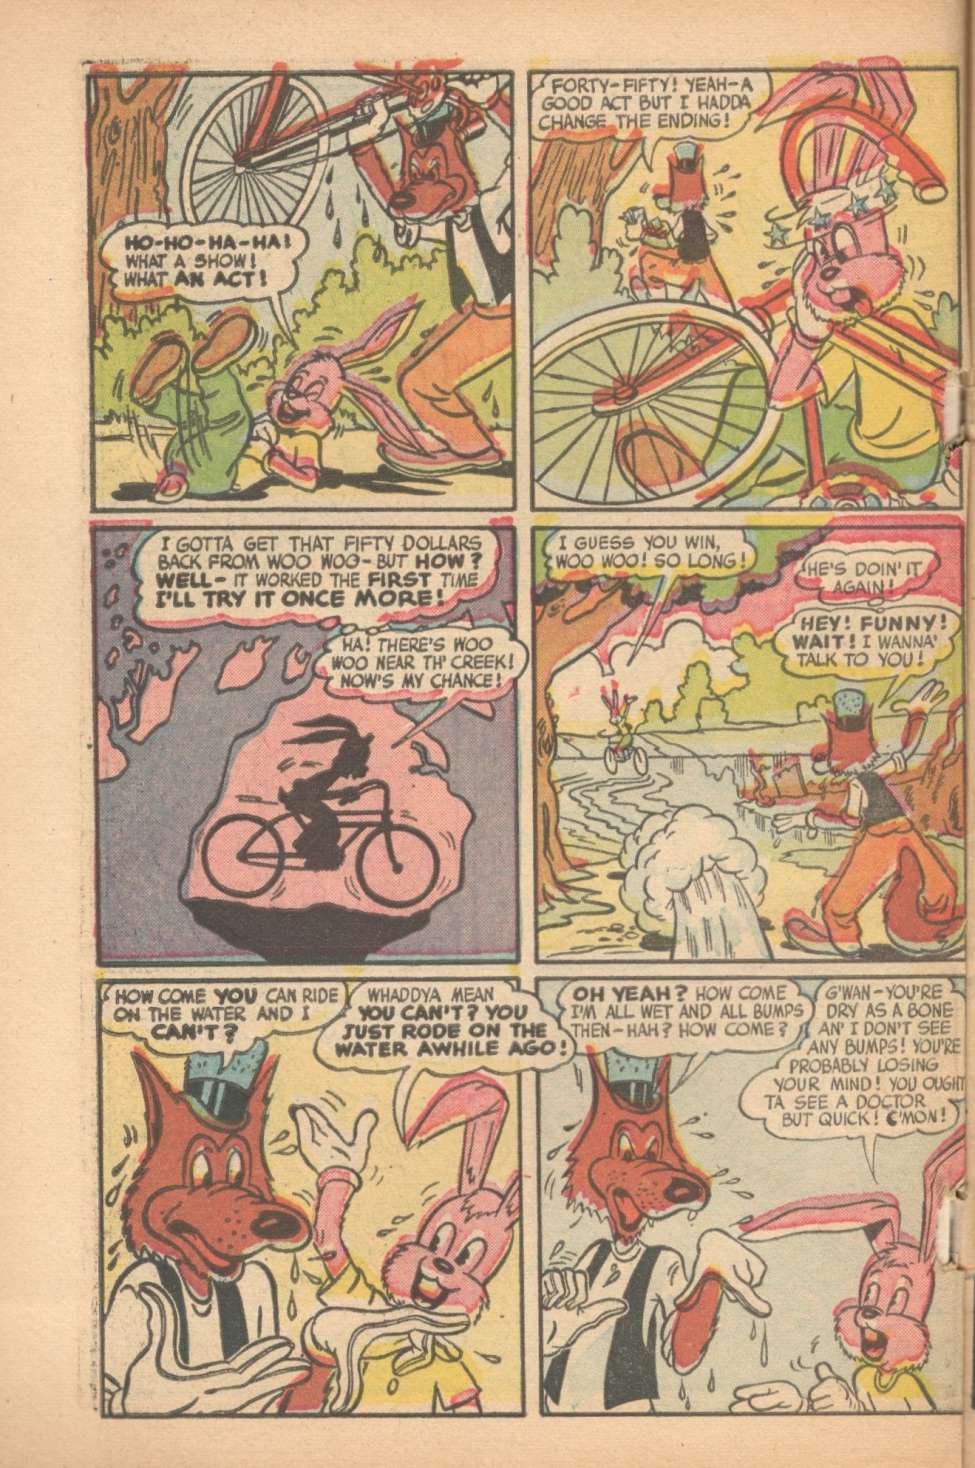 HO-HO-HA-HA!
WHAT A SHOW!
WHAT AN ACT!
FORTY-FIFTY! YEAH-A
GOOD ACT BUT I HADDA
CHANGE THE ENDING!
I GOTTA GET THAT FIFTY DOLLARS
BACK FROM WOO WOO-BUT HOW?
WELL- IT WORKED THE FIRST TIME
I'LL TRY IT ONCE MORE!
HA! THERE'S WOO
WOO NEAR TH' CREEK!
NOW'S MY CHANCE!
I GUESS YOU WIN,
WOO WOO! SO LONG!
HE'S DOIN' IT
AGAIN!
HEY! FUNNY!
WAIT! I WANNA'
TALK TO YOU!
HOW COME YOU CAN RIDE
ON THE WATER AND I
CAN'T?
WHADDYA MEAN
YOU CAN'T? YOU
JUST RODE ON THE
WATER AWHILE AGO!
OH YEAH? HOW COME
I'M ALL WET AND ALL BUMPS
THEN-HAH? HOW COME?
G'WAN-YOU'RE
DRY AS A BONE
AN' I DON'T SEE
ANY BUMPS! YOU'RE
PROBABLY LOSING
YOUR MIND! YOU OUGHT
TA SEE A DOCTOR
BUT QUICK! C'MON!